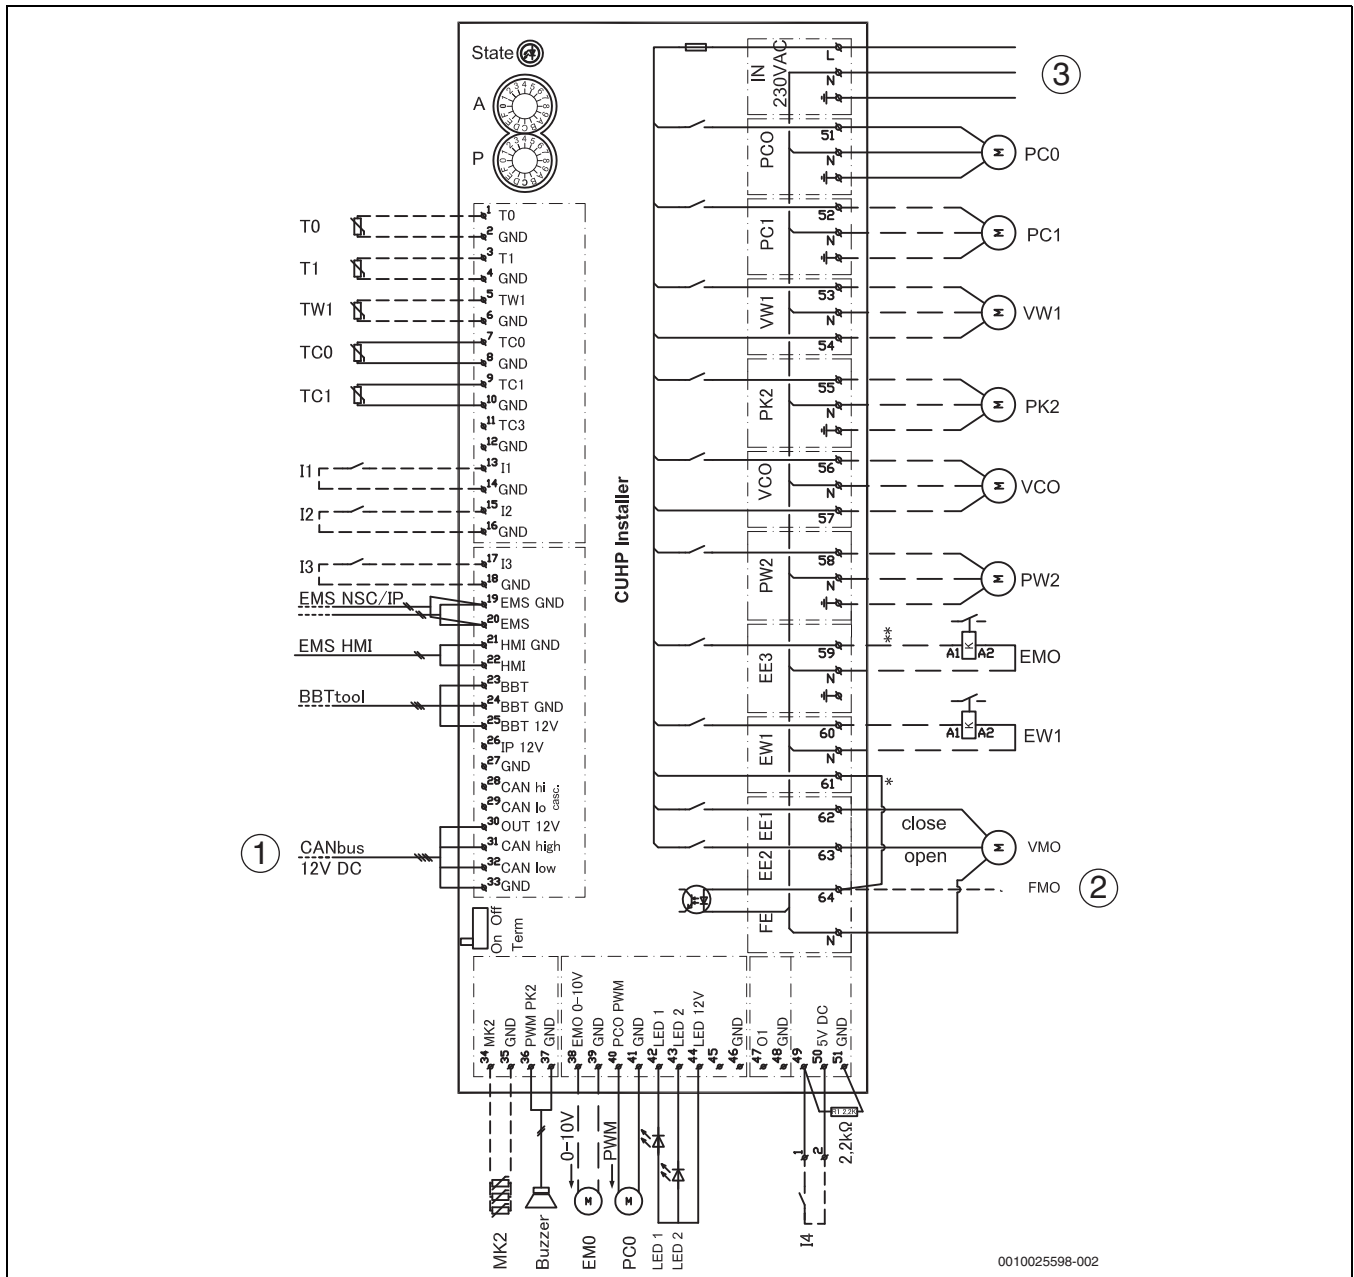 State
A
0123456789ABCDEF
P
0123456789ABCDEF
CUHP Installer
T0
1 T0
2 GND
T1
3 T1
4 GND
TW1
5 TW1
6 GND
TC0
7 TC0
8 GND
TC1
9 TC1
10 GND
11 TC3
12 GND
I1
13 I1
14 GND
I2
15 I2
16 GND
I3
17 I3
18 GND
EMS NSC/IP
19 EMS GND
20 EMS
EMS HMI
21 HMI GND
22 HMI
BBTtool
23 BBT
24 BBT GND
25 BBT 12V
26 IP 12V
27 GND
28 CAN hi
29 CAN lo
casc.
1
CANbus
12V DC
30 OUT 12V
31 CAN high
32 CAN low
33 GND
On Off
Term
IN
230VAC
L
N
3
PCO
51
N
M
PC0
PC1
52
N
M
PC1
VW1
53
N
54
M
VW1
PK2
55
N
M
PK2
VCO
56
N
57
M
VCO
PW2
58
N
M
PW2
EE3
59
N
**
A1 K A2
EMO
EW1
60
N
61
*
A1 K A2
EW1
EE1
62
close
EE2
63
open
M
VMO
FE
64
N
FMO
2
34 MK2
35 GND
36 PWM PK2
37 GND
38 EMO 0-10V
39 GND
40 PCO PWM
41 GND
42 LED 1
43 LED 2
44 LED 12V
45
46 GND
47 O1
48 GND
49
50 5V DC
51 GND
R1 2,2K
2,2kΩ
1
2
0-10V
PWM
M
M
MK2
Buzzer
EM0
PC0
LED 1
LED 2
I4
0010025598-002